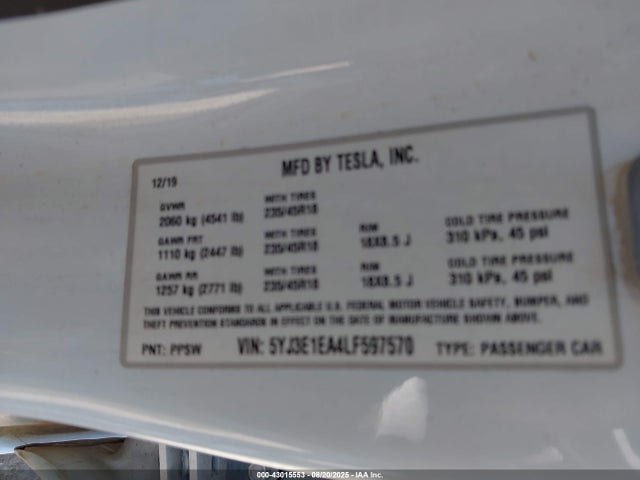 MFD BY TESLA, INC.
12/19
GVWR WITH TIRES
2060 kg (4541 lb) 235/45R18
GAWR FRT WITH TIRES RIM COLD TIRE PRESSURE
1110 kg (2447 lb) 235/45R18 18X8.5 J 310 kPa, 45 psi
GAWR RR WITH TIRES RIM COLD TIRE PRESSURE
1257 kg (2771 lb) 235/45R18 18X8.5 J 310 kPa, 45 psi
THIS VEHICLE CONFORMS TO ALL APPLICABLE U.S. FEDERAL MOTOR VEHICLE SAFETY, BUMPER, AND
THEFT PREVENTION STANDARDS IN EFFECT ON THE DATE OF MANUFACTURE SHOWN ABOVE.
PNT: PPSW VIN: 5YJ3E1EA4LF597570 TYPE: PASSENGER CAR
000-43015553 - 08/20/2025 - IAA Inc.